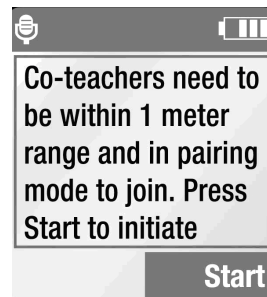 Co-teachers need to
be within 1 meter
range and in pairing
mode to join. Press
Start to initiate
Start